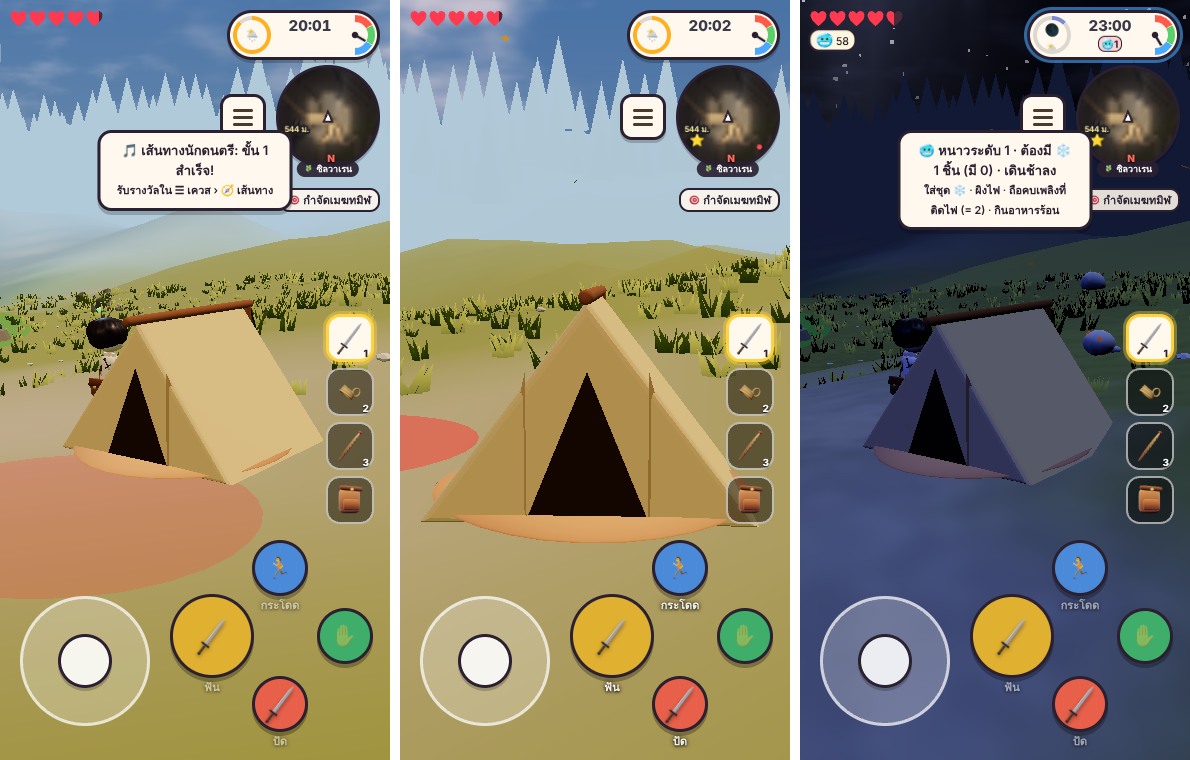 20:01
544 ม.
N
ซิลวาเรน
🎵 เส้นทางนักดนตรี: ขั้น 1
สำเร็จ!
รับรางวัลใน ☰ เควส › 🧭 เส้นทาง
🎯 กำจัดเมฆทมิฬ
1
2
3
กระโดด
ฟัน
ปัด
20:02
544 ม.
N
ซิลวาเรน
🎯 กำจัดเมฆทมิฬ
1
2
3
กระโดด
ฟัน
ปัด
23:00
🥶1
🥶 58
544 ม.
N
ซิลวาเรน
🥶 หนาวระดับ 1 · ต้องมี ❄️
1 ชิ้น (มี 0) · เดินช้าลง
ใส่ชุด ❄️ · ผิงไฟ · ถือคบเพลิงที่
ติดไฟ (= 2) · กินอาหารร้อน
🎯 กำจัดเมฆทมิฬ
1
2
3
กระโดด
ฟัน
ปัด